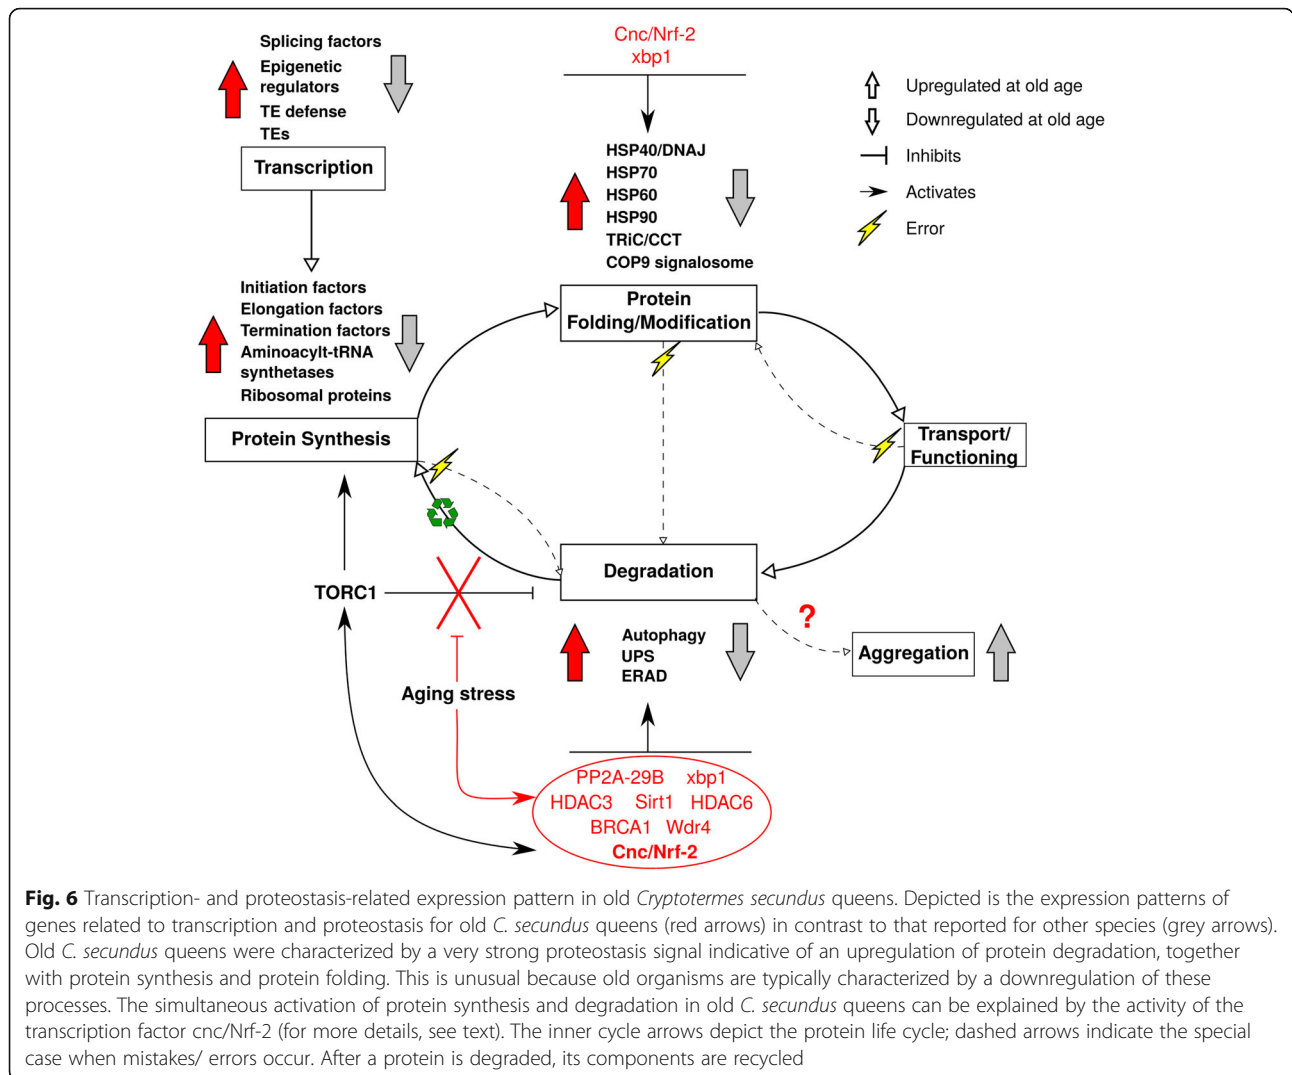 Splicing factors
Epigenetic
regulators
TE defense
TEs
Transcription
Cnc/Nrf-2
xbp1
HSP40/DNAJ
HSP70
HSP60
HSP90
TRiC/CCT
COP9 signalosome
Upregulated at old age
Downregulated at old age
Inhibits
Activates
Error
Initiation factors
Elongation factors
Termination factors
Aminoacylt-tRNA
synthetases
Ribosomal proteins
Protein Synthesis
Protein
Folding/Modification
Transport/
Functioning
Degradation
TORC1
?
Aggregation
Autophagy
UPS
ERAD
Aging stress
PP2A-29B xbp1
HDAC3 Sirt1 HDAC6
BRCA1 Wdr4
Cnc/Nrf-2
Fig. 6 Transcription- and proteostasis-related expression pattern in old Cryptotermes secundus queens. Depicted is the expression patterns of
genes related to transcription and proteostasis for old C. secundus queens (red arrows) in contrast to that reported for other species (grey arrows).
Old C. secundus queens were characterized by a very strong proteostasis signal indicative of an upregulation of protein degradation, together
with protein synthesis and protein folding. This is unusual because old organisms are typically characterized by a downregulation of these
processes. The simultaneous activation of protein synthesis and degradation in old C. secundus queens can be explained by the activity of the
transcription factor cnc/Nrf-2 (for more details, see text). The inner cycle arrows depict the protein life cycle; dashed arrows indicate the special
case when mistakes/ errors occur. After a protein is degraded, its components are recycled